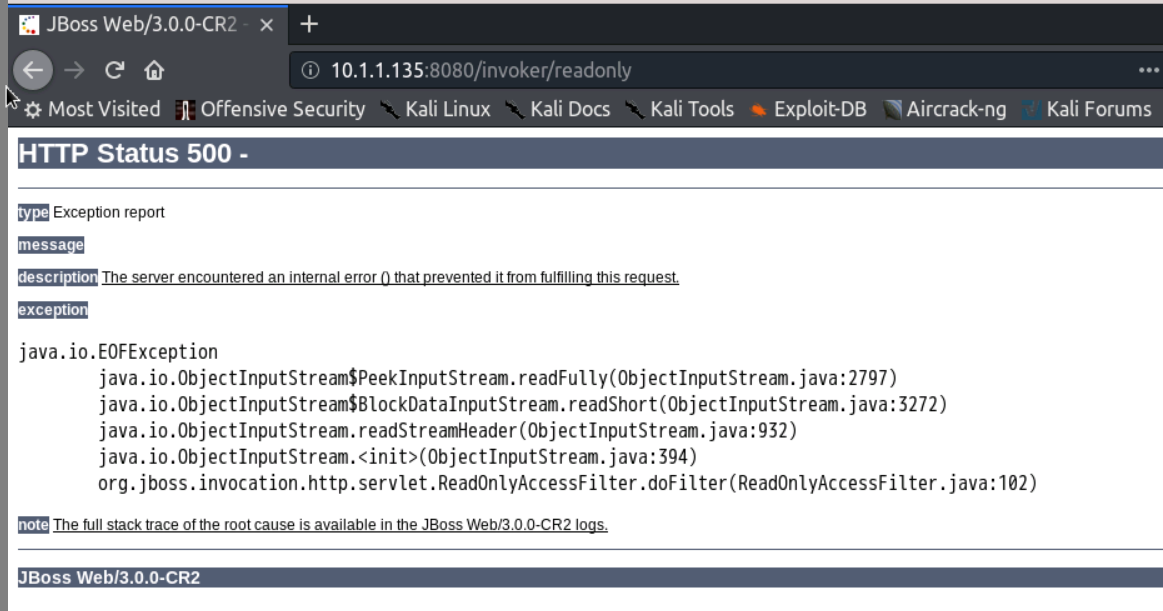 JBoss Web/3.0.0-CR2 -
10.1.1.135:8080/invoker/readonly
Most Visited Offensive Security Kali Linux Kali Docs Kali Tools Exploit-DB Aircrack-ng Kali Forums
HTTP Status 500 -
type Exception report
message
description The server encountered an internal error () that prevented it from fulfilling this request.
exception
java.io.EOFException
java.io.ObjectInputStream$PeekInputStream.readFully(ObjectInputStream.java:2797)
java.io.ObjectInputStream$BlockDataInputStream.readShort(ObjectInputStream.java:3272)
java.io.ObjectInputStream.readStreamHeader(ObjectInputStream.java:932)
java.io.ObjectInputStream.<init>(ObjectInputStream.java:394)
org.jboss.invocation.http.servlet.ReadOnlyAccessFilter.doFilter(ReadOnlyAccessFilter.java:102)
note The full stack trace of the root cause is available in the JBoss Web/3.0.0-CR2 logs.
JBoss Web/3.0.0-CR2